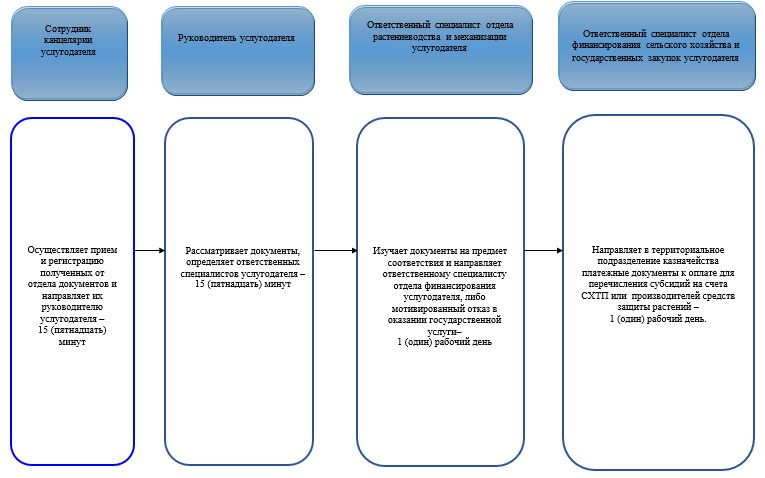 Сотрудник
канцелярии
услугодателя
Руководитель услугодателя
Ответственный специалист отдела
растениеводства и механизации
услугодателя
Ответственный специалист отдела
финансирования сельского хозяйства и
государственных закупок услугодателя
Осуществляет прием
и регистрацию
полученных от
отдела документов и
направляет их
руководителю
услугодателя –
15 (пятнадцать)
минут
Рассматривает документы,
определяет ответственных
специалистов услугодателя –
15 (пятнадцать) минут
Изучает документы на предмет
соответствия и направляет
ответственному специалисту
отдела финансирования
услугодателя, либо
мотивированный отказ в
оказании государственной
услуги–
1 (один) рабочий день
Направляет в территориальное
подразделение казначейства
платежные документы к оплате для
перечисления субсидий на счета
СХТП или производителей средств
защиты растений –
1 (один) рабочий день.